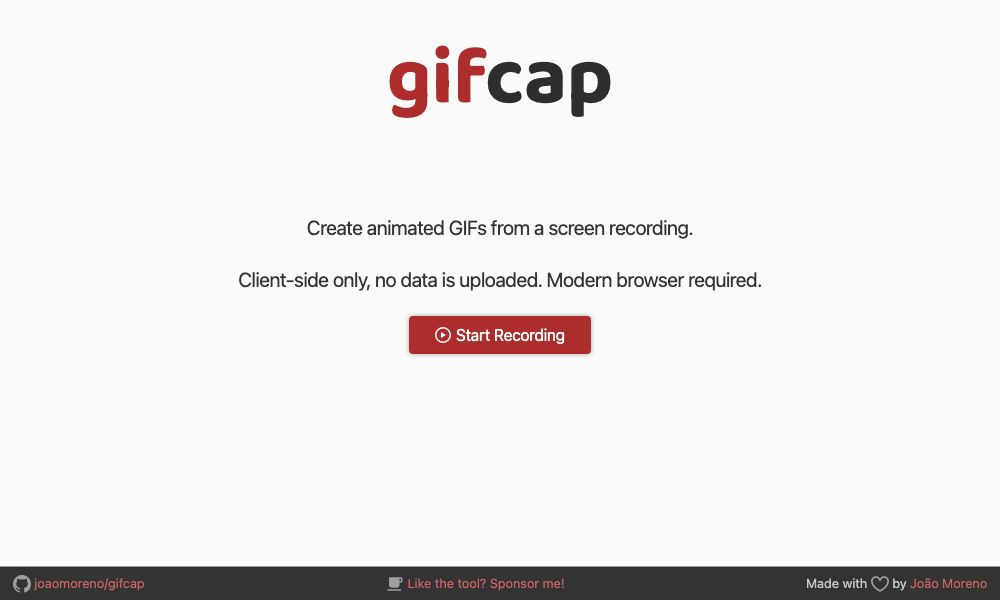 gifcap
Create animated GIFs from a screen recording.
Client-side only, no data is uploaded. Modern browser required.
Start Recording
joaomoreno/gifcap
Like the tool? Sponsor me!
Made with by João Moreno